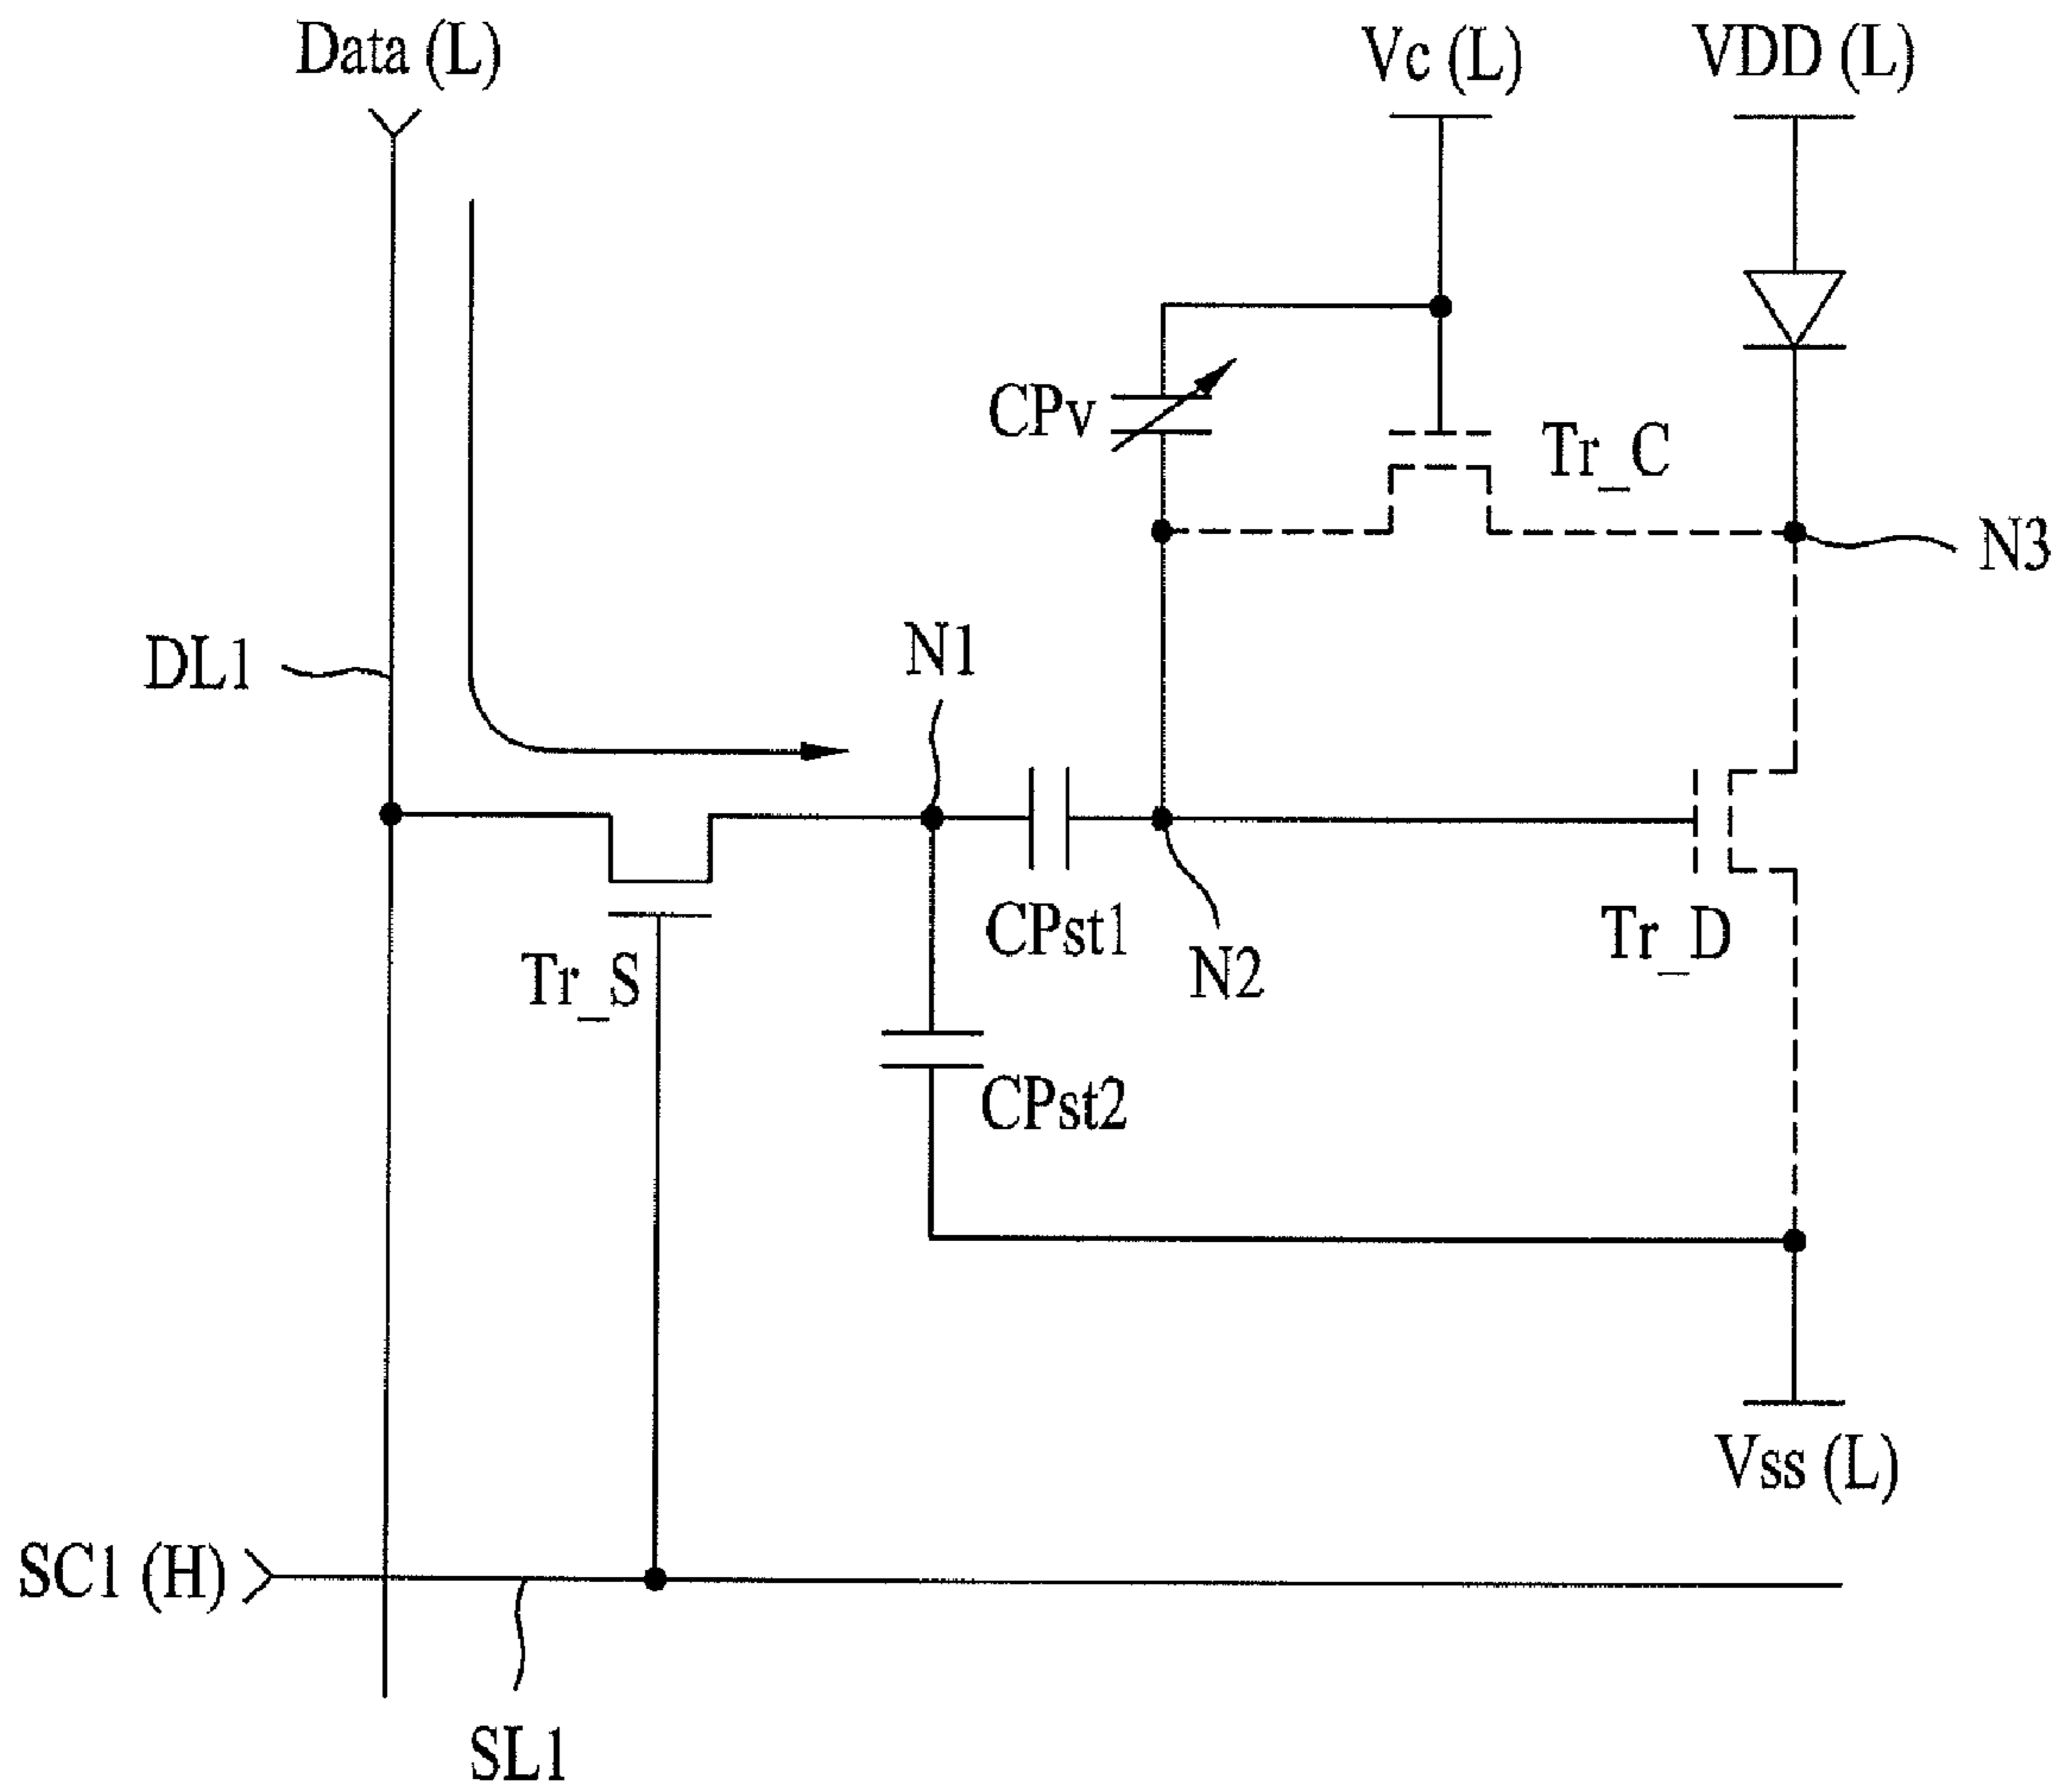 Data (L)
Vc (L)
VDD (L)
CPv
Tr_C
N3
DL1
N1
CPst1
N2
Tr_D
Tr_S
CPst2
Vss (L)
SC1 (H)
SL1